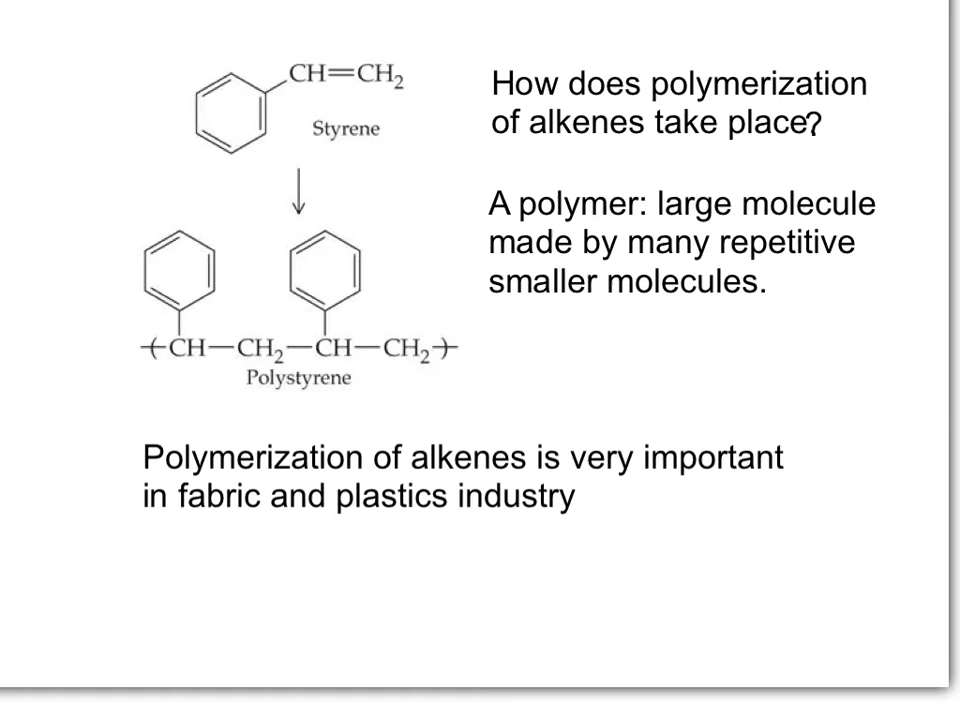 CH=CH₂
Styrene
How does polymerization
of alkenes take place?
A polymer: large molecule
made by many repetitive
smaller molecules.
(CH—CH₂—CH—CH₂)
Polystyrene
Polymerization of alkenes is very important
in fabric and plastics industry